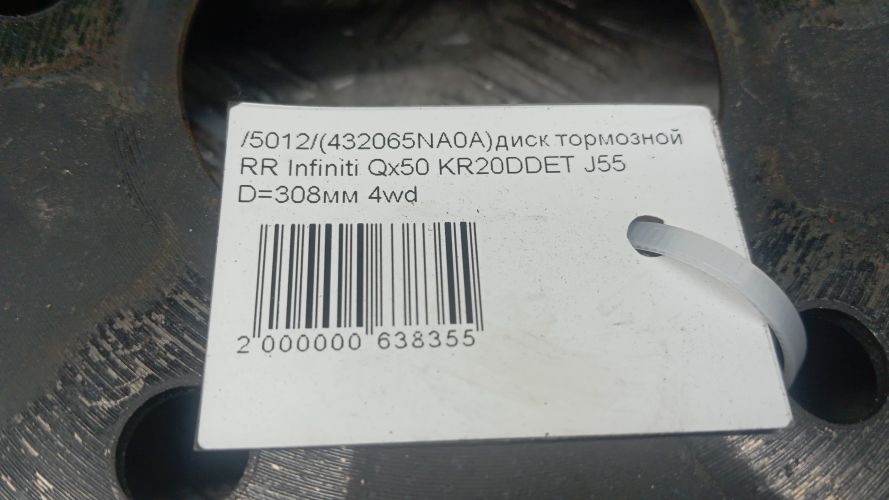 /5012/(432065NA0A)диск тормозной
RR Infiniti Qx50 KR20DDET J55
D=308мм 4wd
2 000000 638355